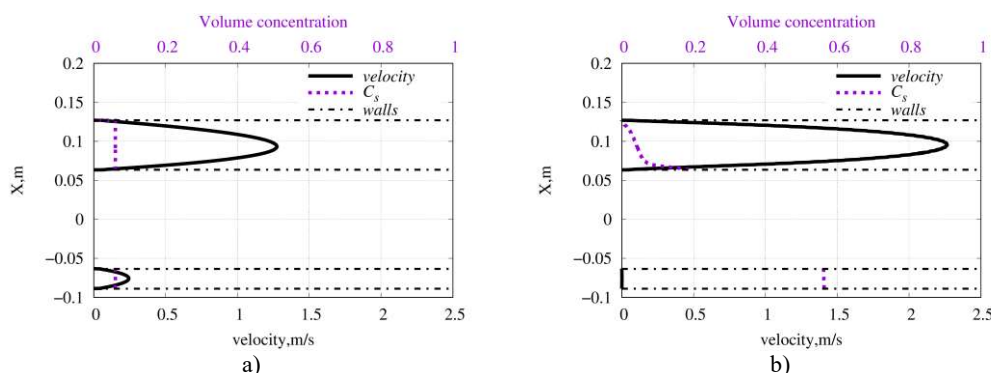 Volume concentration
0 0.2 0.4 0.6 0.8 1
0.2
0.15
0.1
0.05
0
−0.05
−0.1
X,m
velocity
C_s
walls
0 0.5 1 1.5 2 2.5
velocity,m/s
a)
Volume concentration
0 0.2 0.4 0.6 0.8 1
0.2
0.15
0.1
0.05
0
−0.05
−0.1
X,m
velocity
C_s
walls
0 0.5 1 1.5 2 2.5
velocity,m/s
b)